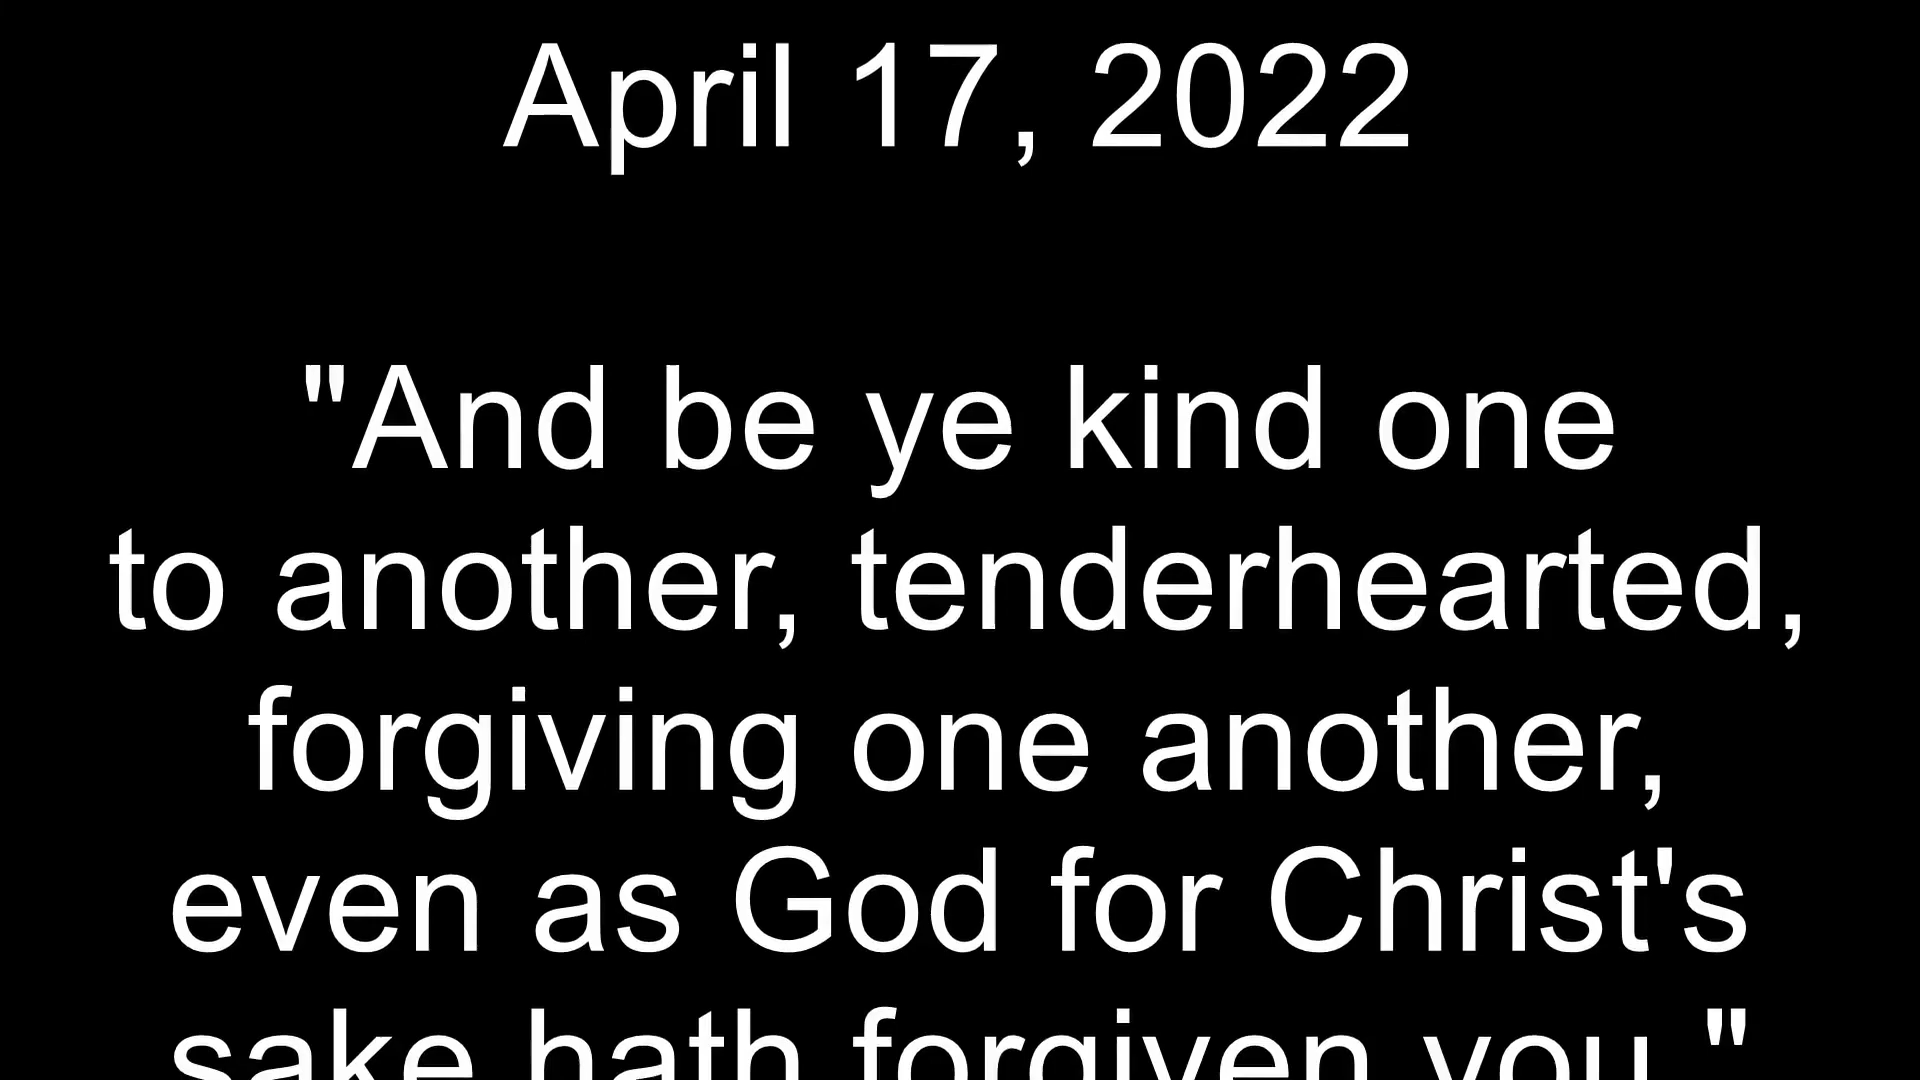 April 17, 2022
"And be ye kind one
to another, tenderhearted,
forgiving one another,
even as God for Christ's
sake hath forgiven you."